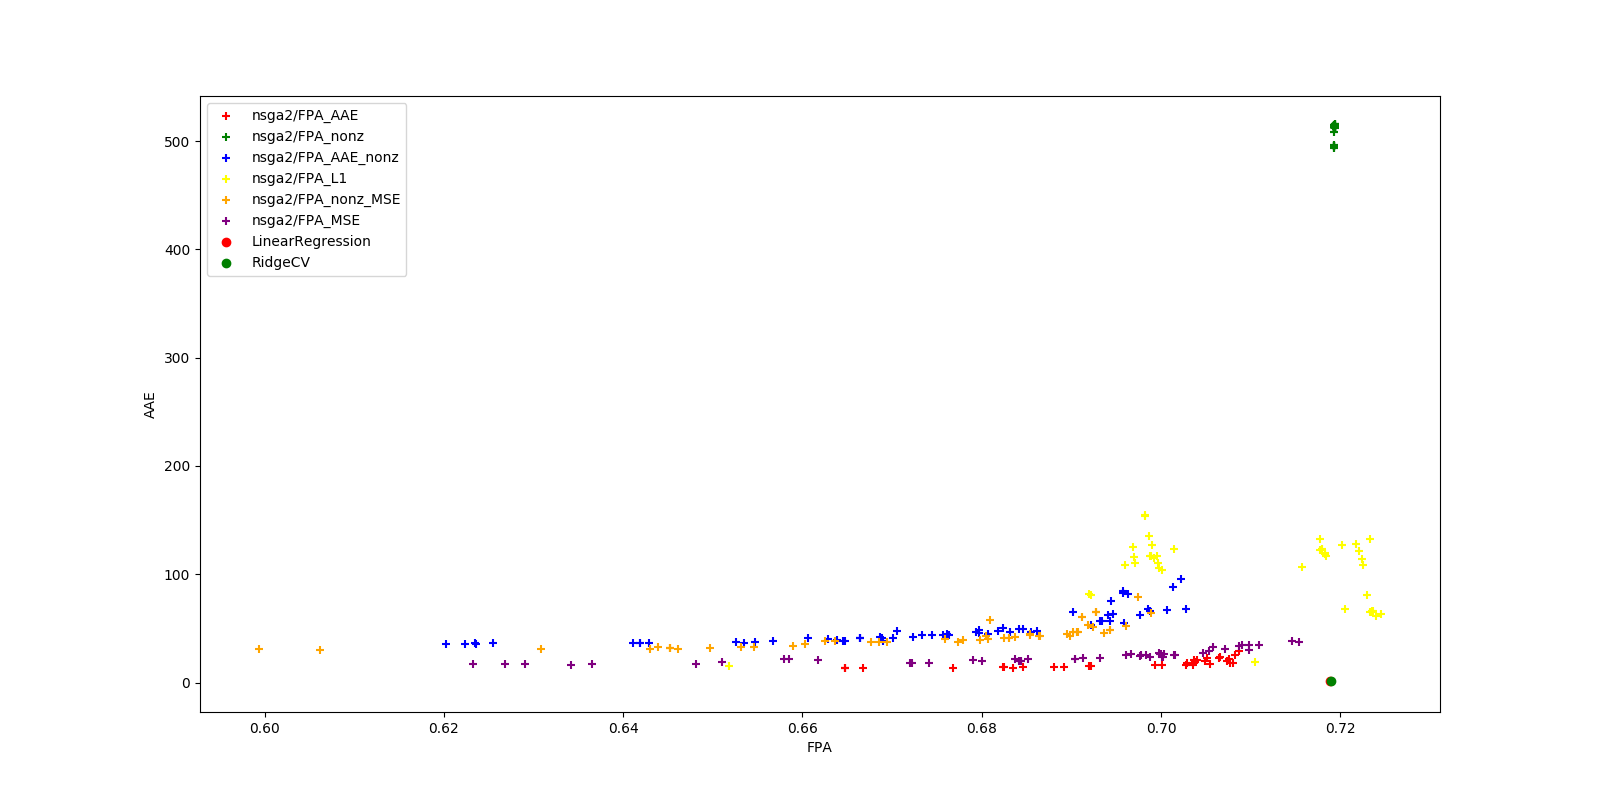 nsga2/FPA_AAE
nsga2/FPA_nonz
nsga2/FPA_AAE_nonz
nsga2/FPA_L1
nsga2/FPA_nonz_MSE
nsga2/FPA_MSE
LinearRegression
RidgeCV
500
400
300
200
100
0
AAE
0.60 0.62 0.64 0.66 0.68 0.70 0.72
FPA